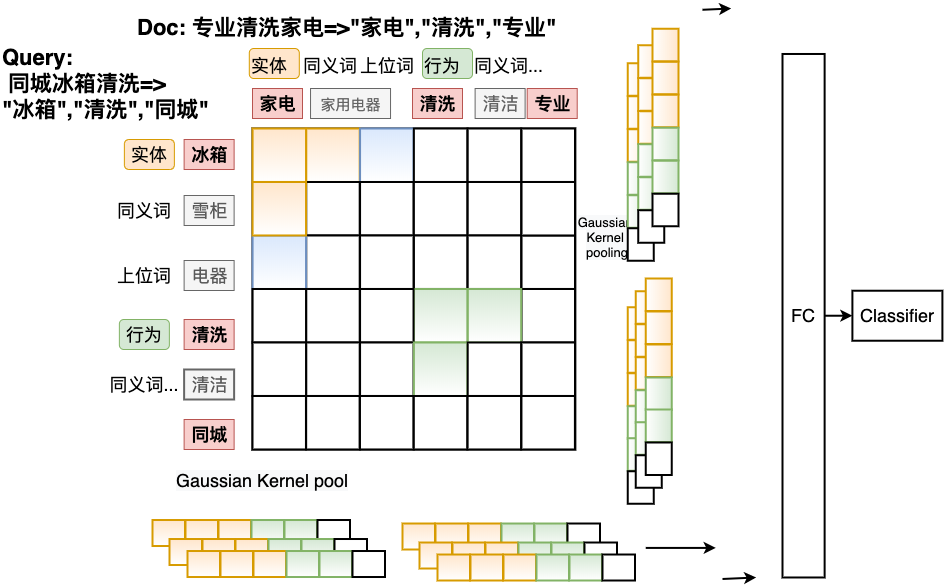 Doc: 专业清洗家电=>"家电","清洗","专业"
Query:
同城冰箱清洗=>
"冰箱","清洗","同城"
实体 同义词 上位词 行为 同义词...
家电 家用电器 清洗 清洁 专业
实体 冰箱
同义词 雪柜
上位词 电器
行为 清洗
同义词... 清洁
同城
Gaussian
Kernel
pooling
FC
Classifier
Gaussian Kernel pool